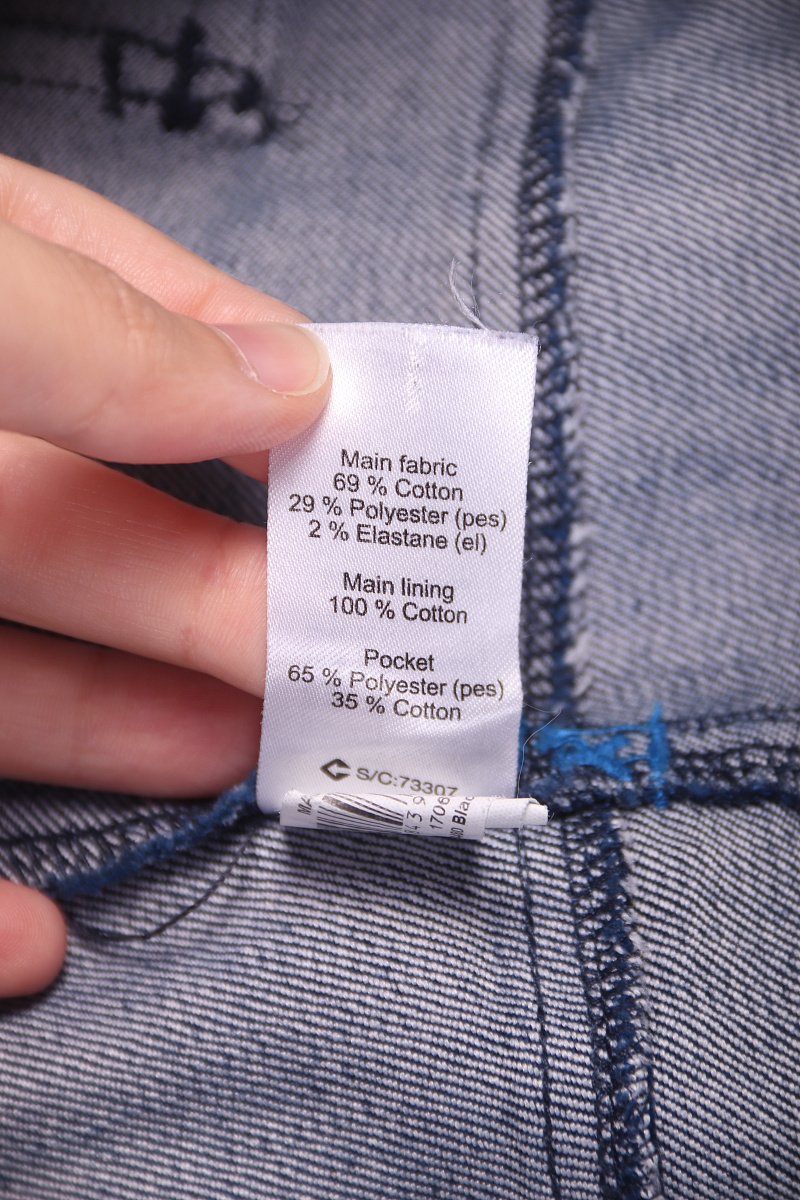 Main fabric
69 % Cotton
29 % Polyester (pes)
2 % Elastane (el)
Main lining
100 % Cotton
Pocket
65 % Polyester (pes)
35 % Cotton
S/C:73307